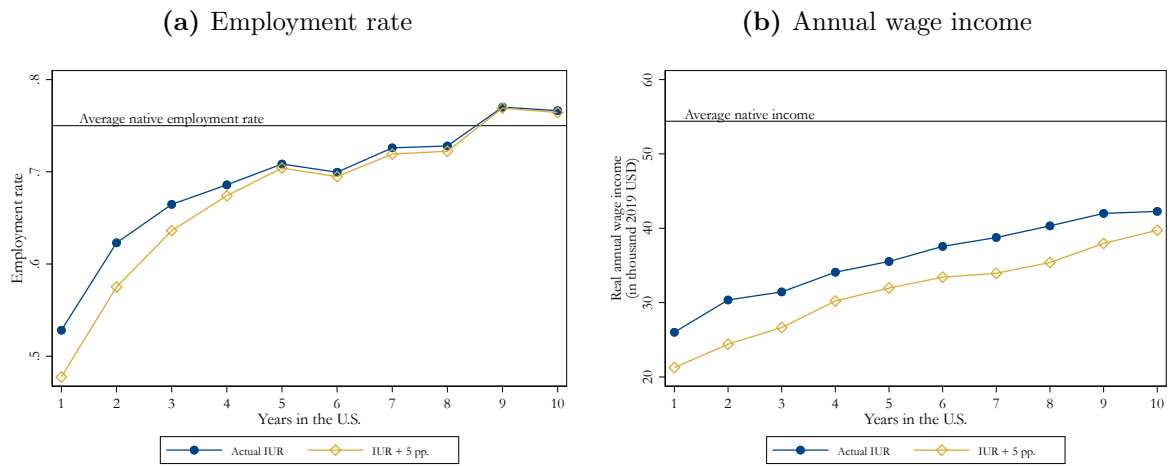 (a) Employment rate
.8
.7
.6
.5
Employment rate
Average native employment rate
1 2 3 4 5 6 7 8 9 10
Years in the U.S.
Actual IUR
IUR + 5 pp.
(b) Annual wage income
60
50
40
30
20
Real annual wage income
(in thousand 2019 USD)
Average native income
1 2 3 4 5 6 7 8 9 10
Years in the U.S.
Actual IUR
IUR + 5 pp.